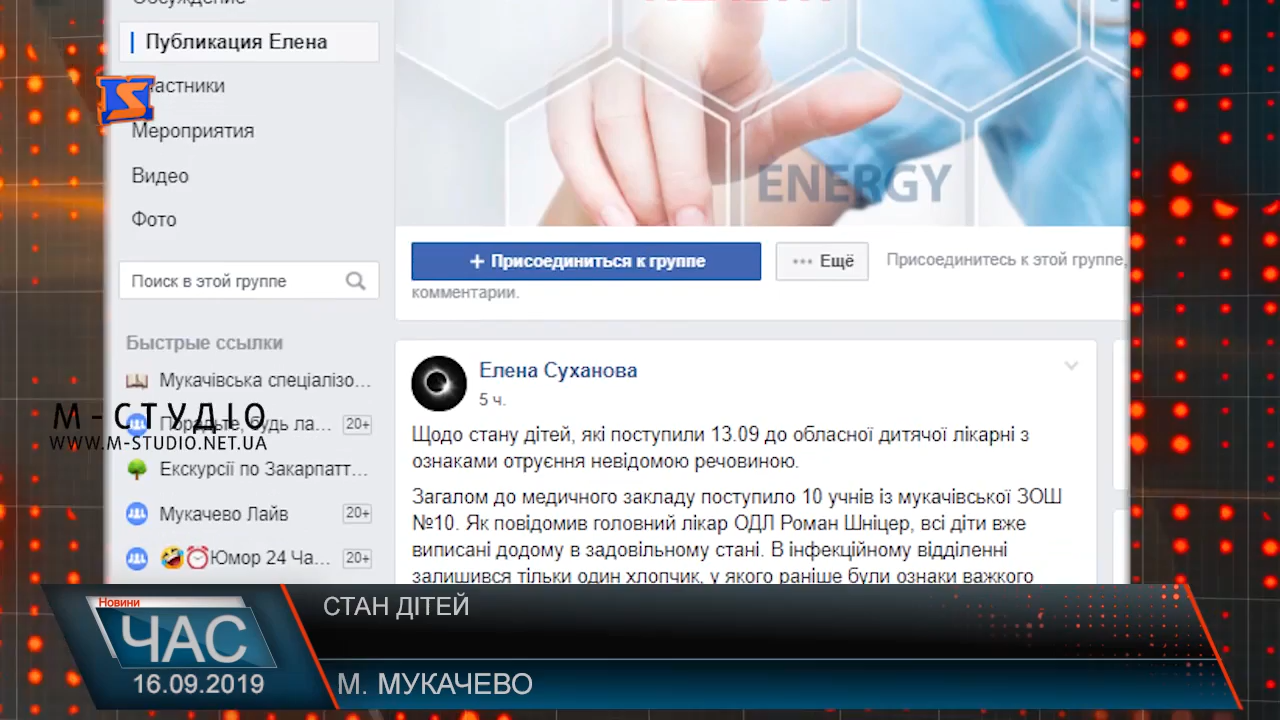 Обсуждение
Публикация Елена
Мероприятия
Видео
Фото
Поиск в этой группе
Быстрые ссылки
Мукачівська спеціалізо...
Порадьте, будь ла... 20+
Екскурсії по Закарпатт...
Мукачево Лайв 20+
Юмор 24 Ча... 20+
М-СТУДІО
WWW.M-STUDIO.NET.UA
ENERGY
+ Присоединиться к группе
••• Ещё
Присоединитесь к этой группе,
комментарии.
Елена Суханова
5 ч.
Щодо стану дітей, які поступили 13.09 до обласної дитячої лікарні з
ознаками отруєння невідомою речовиною.
Загалом до медичного закладу поступило 10 учнів із мукачівської ЗОШ
№10. Як повідомив головний лікар ОДЛ Роман Шніцер, всі діти вже
виписані додому в задовільному стані. В інфекційному відділенні
залишився тільки один хлопчик, у якого раніше були ознаки важкого
Новини
ЧАС
16.09.2019
СТАН ДІТЕЙ
М. МУКАЧЕВО